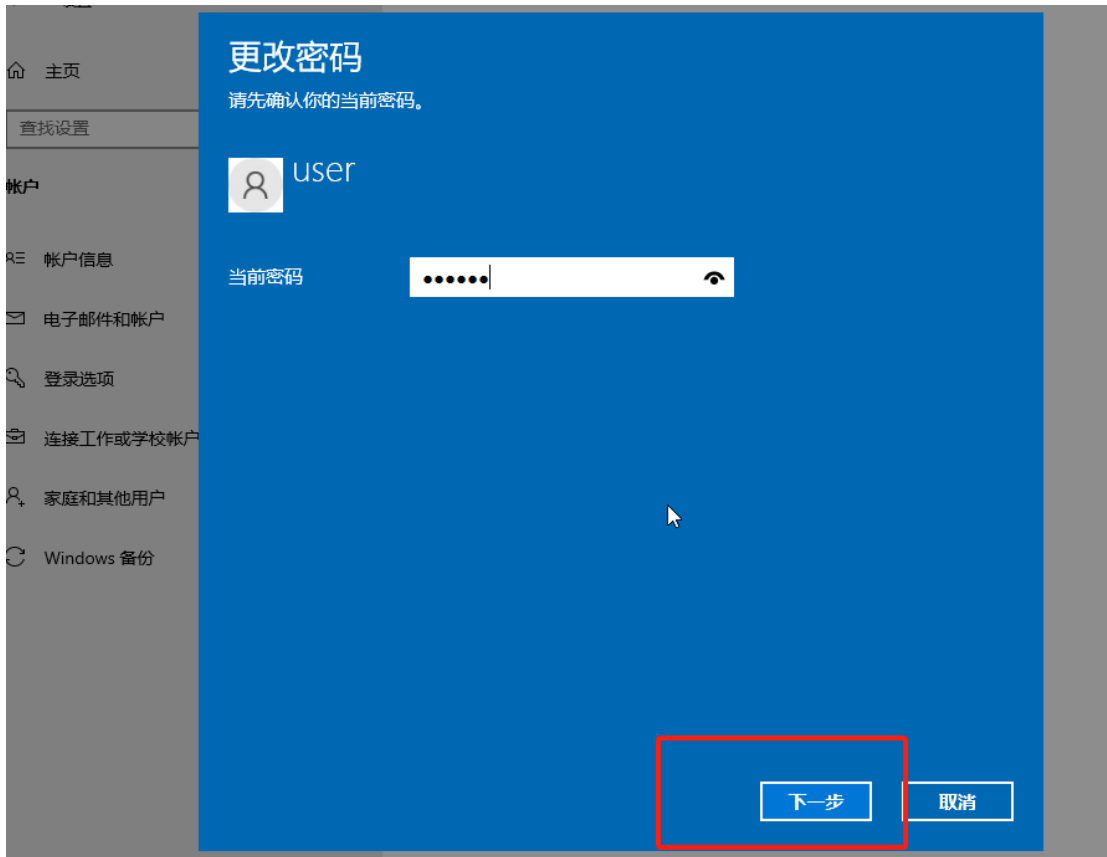 主页
查找设置
帐户
帐户信息
电子邮件和帐户
登录选项
连接工作或学校帐户
家庭和其他用户
Windows 备份
更改密码
请先确认你的当前密码。
user
当前密码
下一步
取消